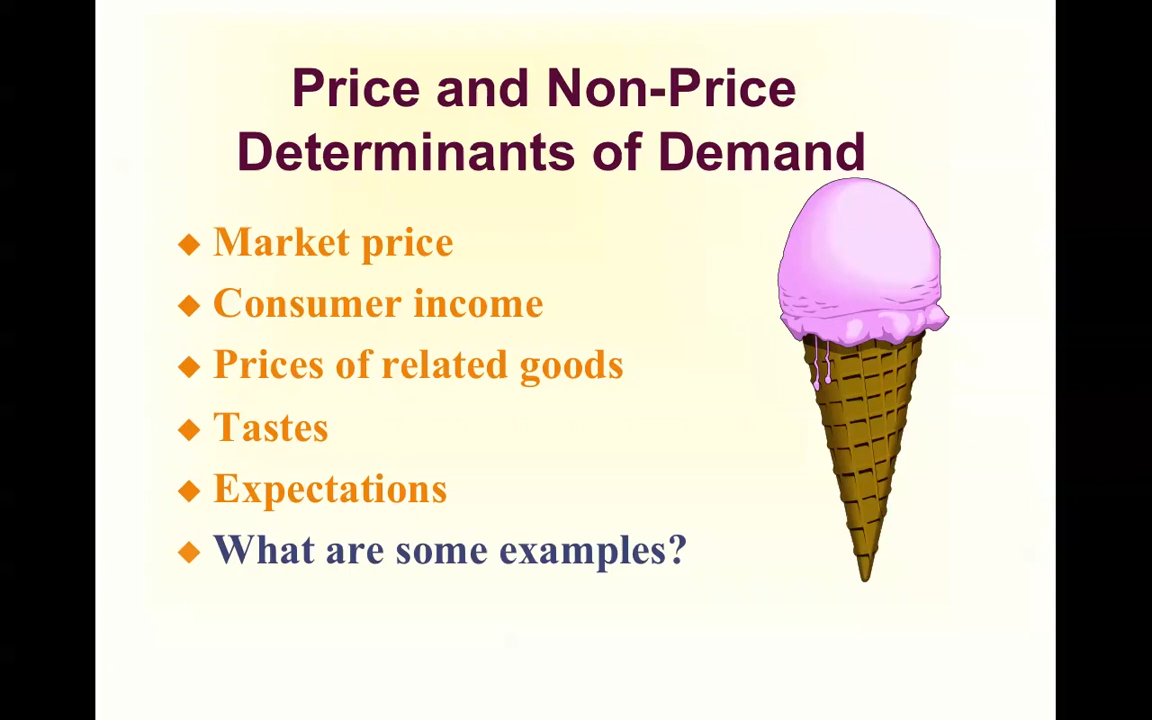 Price and Non-Price
Determinants of Demand
Market price
Consumer income
Prices of related goods
Tastes
Expectations
What are some examples?